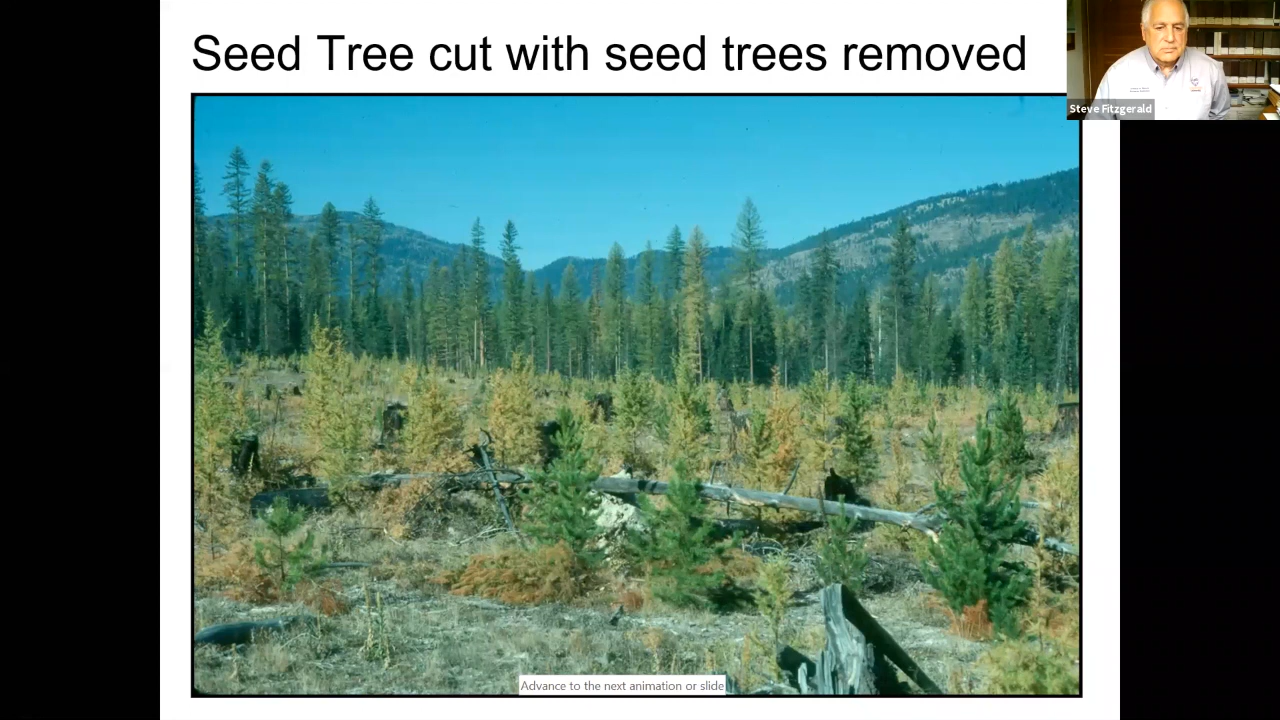 Seed Tree cut with seed trees removed
Steve Fitzgerald
Advance to the next animation or slide